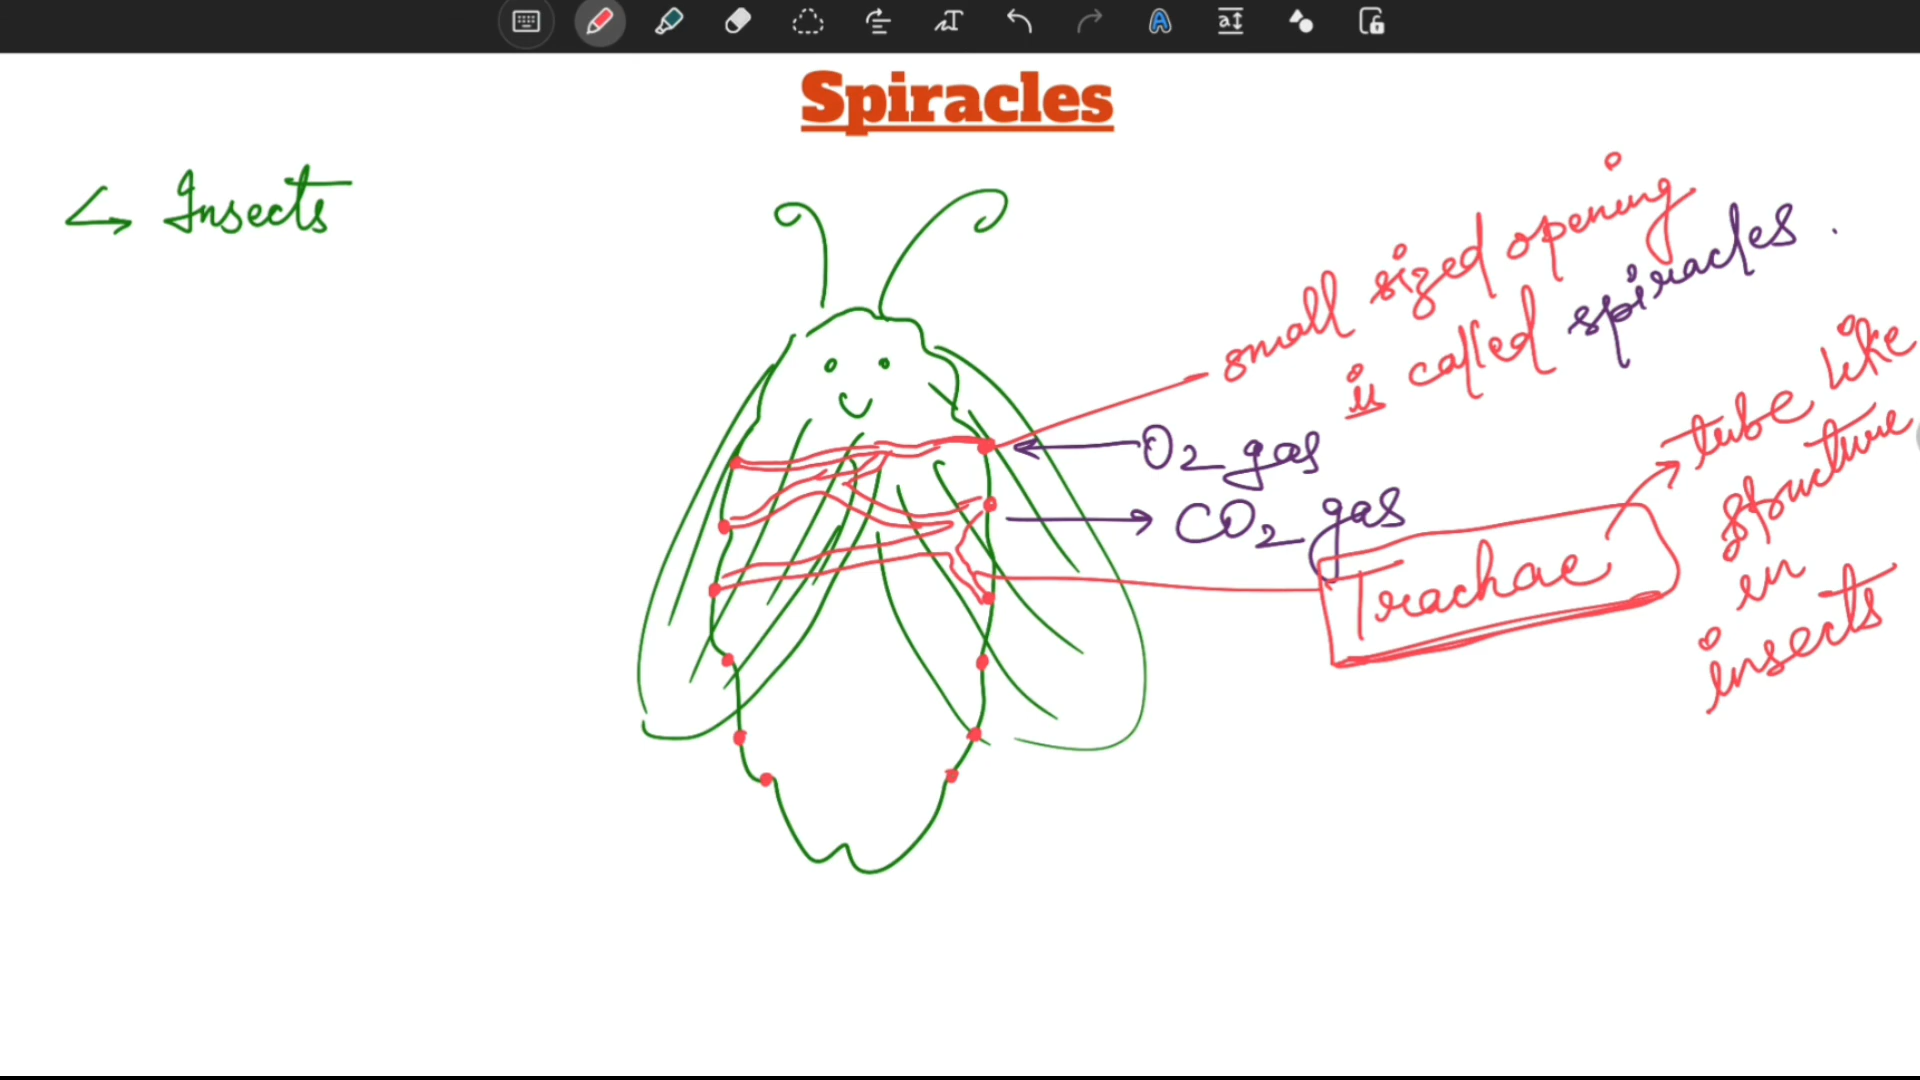 Spiracles
↳ Insects
small sized opening
is called spiracles.
O2 gas
CO2 gas
Trachae
tube like
structure
in
insects